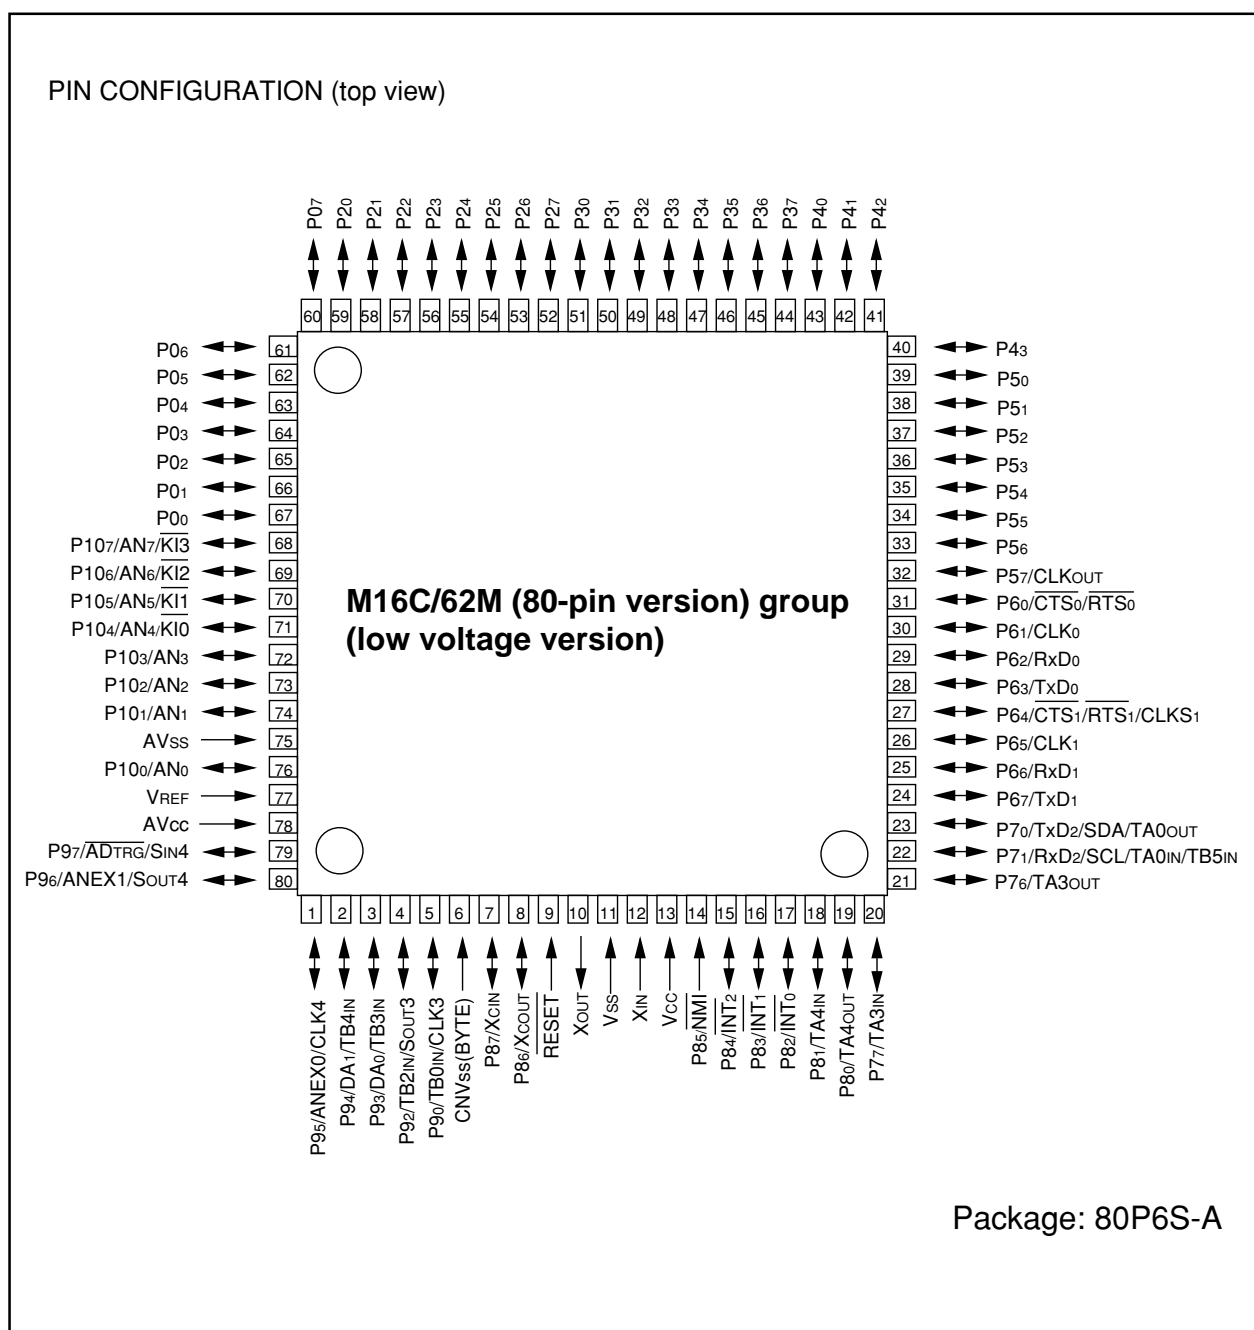 PIN CONFIGURATION (top view)
P07 P20 P21 P22 P23 P24 P25 P26 P27 P30 P31 P32 P33 P34 P35 P36 P37 P40 P41 P42
60 59 58 57 56 55 54 53 52 51 50 49 48 47 46 45 44 43 42 41
P06 61
P05 62
P04 63
P03 64
P02 65
P01 66
P00 67
P107/AN7/KI3 68
P106/AN6/KI2 69
P105/AN5/KI1 70
P104/AN4/KI0 71
P103/AN3 72
P102/AN2 73
P101/AN1 74
AVSS 75
P100/AN0 76
VREF 77
AVCC 78
P97/ADTRG/SIN4 79
P96/ANEX1/SOUT4 80
M16C/62M (80-pin version) group
(low voltage version)
40 P43
39 P50
38 P51
37 P52
36 P53
35 P54
34 P55
33 P56
32 P57/CLKOUT
31 P60/CTS0/RTS0
30 P61/CLK0
29 P62/RxD0
28 P63/TxD0
27 P64/CTS1/RTS1/CLKS1
26 P65/CLK1
25 P66/RxD1
24 P67/TxD1
23 P70/TxD2/SDA/TA0OUT
22 P71/RxD2/SCL/TA0IN/TB5IN
21 P76/TA3OUT
1 2 3 4 5 6 7 8 9 10 11 12 13 14 15 16 17 18 19 20
P95/ANEX0/CLK4
P94/DA1/TB4IN
P93/DA0/TB3IN
P92/TB2IN/SOUT3
P90/TB0IN/CLK3
CNVSS(BYTE)
P87/XCIN
P86/XCOUT
RESET
XOUT
VSS
XIN
VCC
P85/NMI
P84/INT2
P83/INT1
P82/INT0
P81/TA4IN
P80/TA4OUT
P77/TA3IN
Package: 80P6S-A